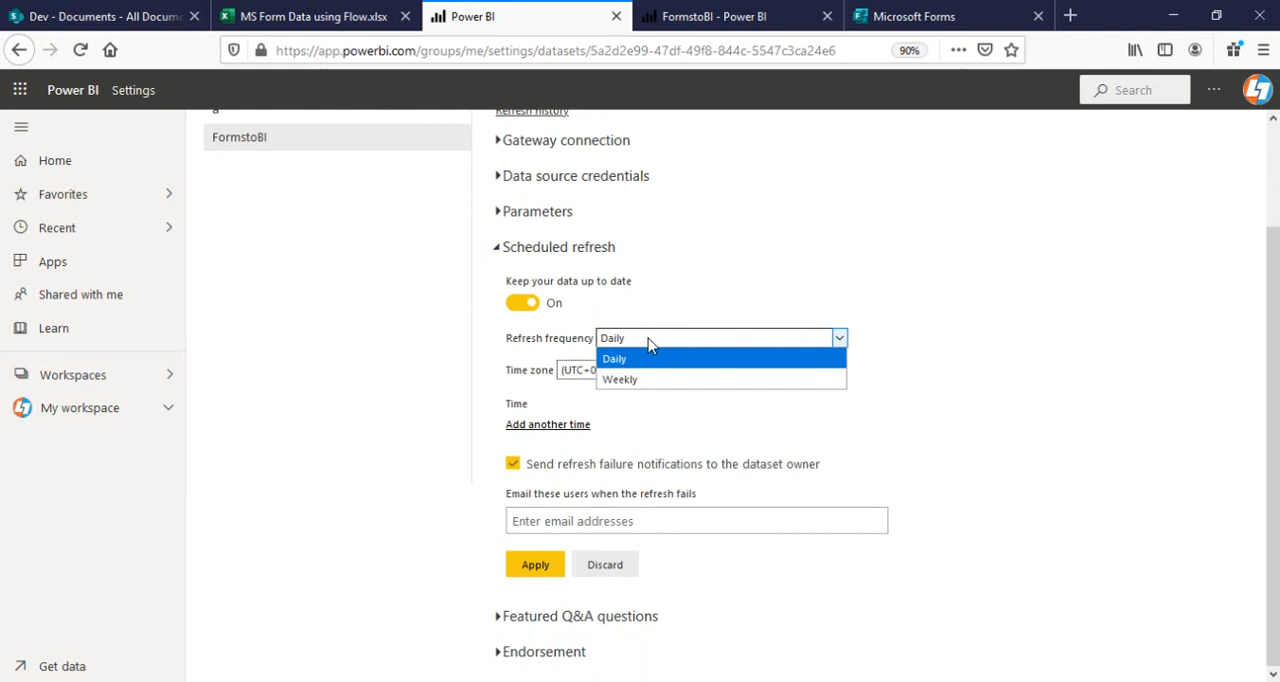 Dev - Documents - All Docume
MS Form Data using Flow.xlsx
Power BI
FormstoBI - Power BI
Microsoft Forms
https://app.powerbi.com/groups/me/settings/datasets/5a2d2e99-47df-49f8-844c-5547c3ca24e6
90%
Power BI Settings
Search
a
Refresh history
FormstoBI
Gateway connection
Home
Data source credentials
Favorites
Parameters
Recent
Scheduled refresh
Apps
Keep your data up to date
Shared with me
On
Learn
Refresh frequency Daily
Daily
Time zone (UTC+0
Weekly
Workspaces
My workspace
Time
Add another time
Send refresh failure notifications to the dataset owner
Email these users when the refresh fails
Enter email addresses
Apply Discard
Featured Q&A questions
Endorsement
Get data